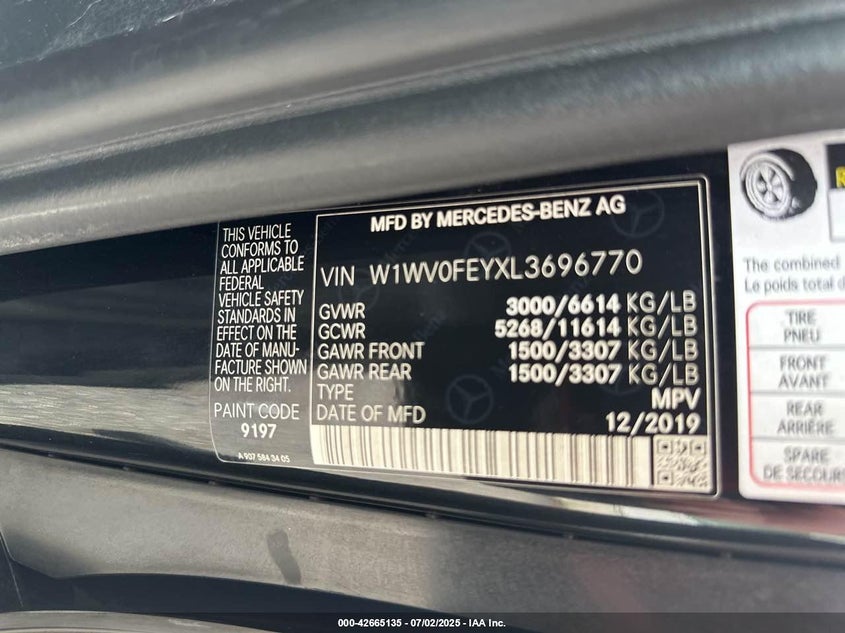 THIS VEHICLE
CONFORMS TO
ALL APPLICABLE
FEDERAL
VEHICLE SAFETY
STANDARDS IN
EFFECT ON THE
DATE OF MANU-
FACTURE SHOWN
ON THE RIGHT.
PAINT CODE
9197
A 907 584 34 05
MFD BY MERCEDES-BENZ AG
VIN W1WV0FEYXL3696770
GVWR 3000/6614 KG/LB
GCWR 5268/11614 KG/LB
GAWR FRONT 1500/3307 KG/LB
GAWR REAR 1500/3307 KG/LB
TYPE MPV
DATE OF MFD 12/2019
The combined
Le poids total d
TIRE
PNEU
FRONT
AVANT
REAR
ARRIÈRE
SPARE
DE SECOURS
000-42665135 - 07/02/2025 - IAA Inc.